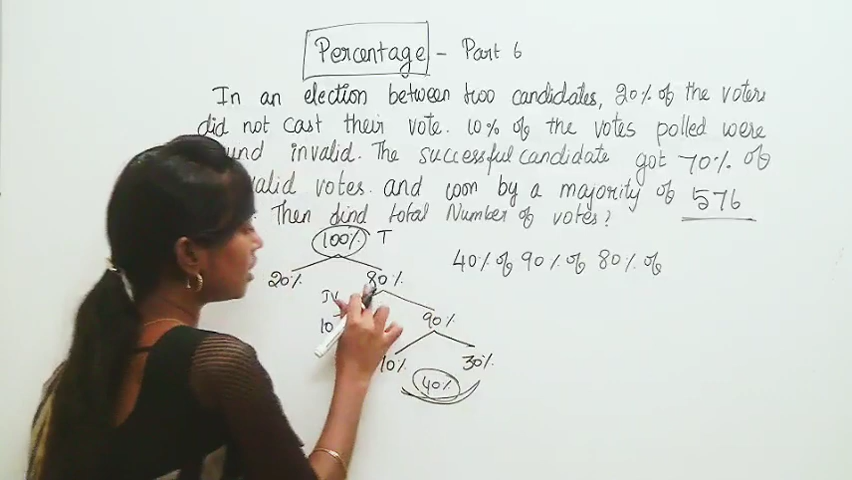 Percentage - Part 6
In an election between two candidates, 20% of the voters
did not cast their vote. 10% of the votes polled were
invalid. The successful candidate got 70% of
votes. and won by a majority of 576
Then find total Number of votes?
100% T
40% of 90% of 80% of
20% 80%
IV
10 90%
30%
40%